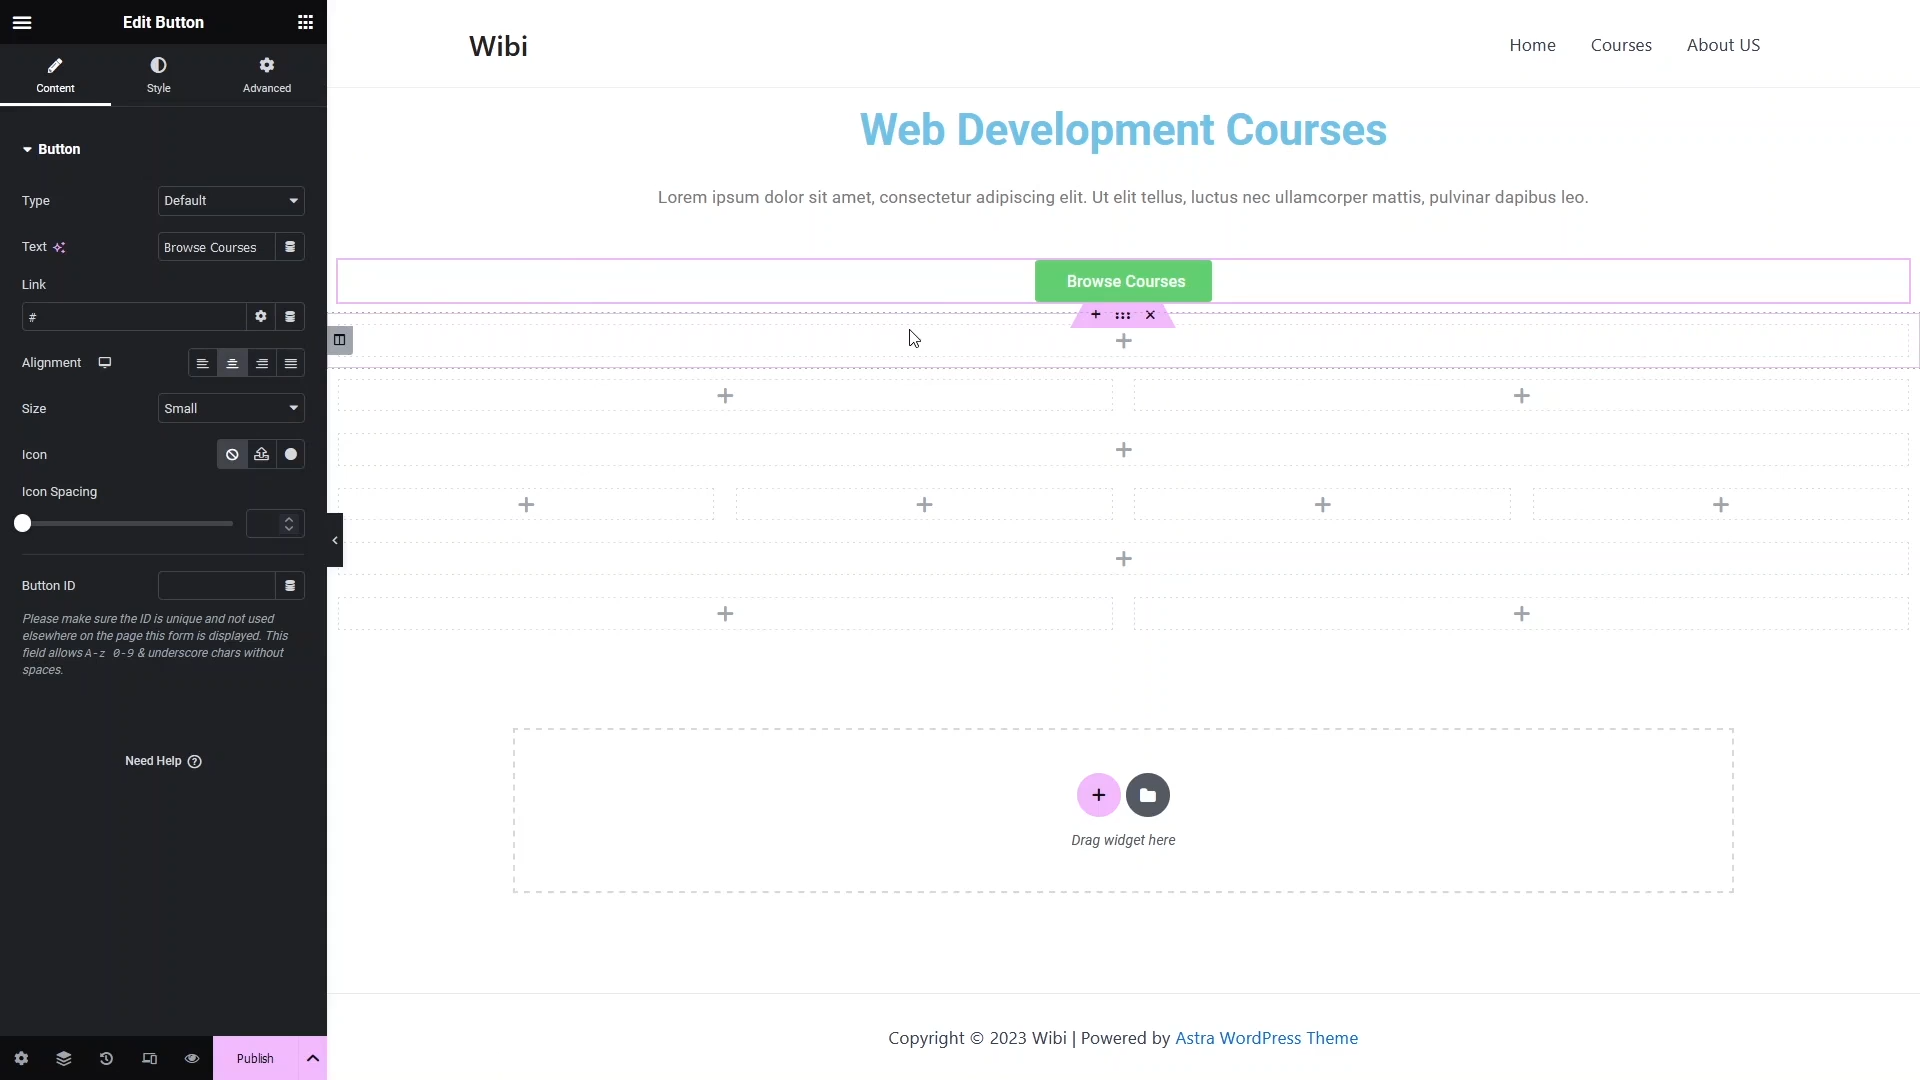 Edit Button
Content
Style
Advanced
Button
Type
Default
Text
Browse Courses
Link
#
Alignment
Size
Small
Icon
Icon Spacing
Button ID
Please make sure the ID is unique and not used
elsewhere on the page this form is displayed. This
field allows A-z 0-9 & underscore chars without
spaces.
Need Help
Publish
Wibi
Home
Courses
About US
Web Development Courses
Lorem ipsum dolor sit amet, consectetur adipiscing elit. Ut elit tellus, luctus nec ullamcorper mattis, pulvinar dapibus leo.
Browse Courses
Drag widget here
Copyright © 2023 Wibi | Powered by Astra WordPress Theme